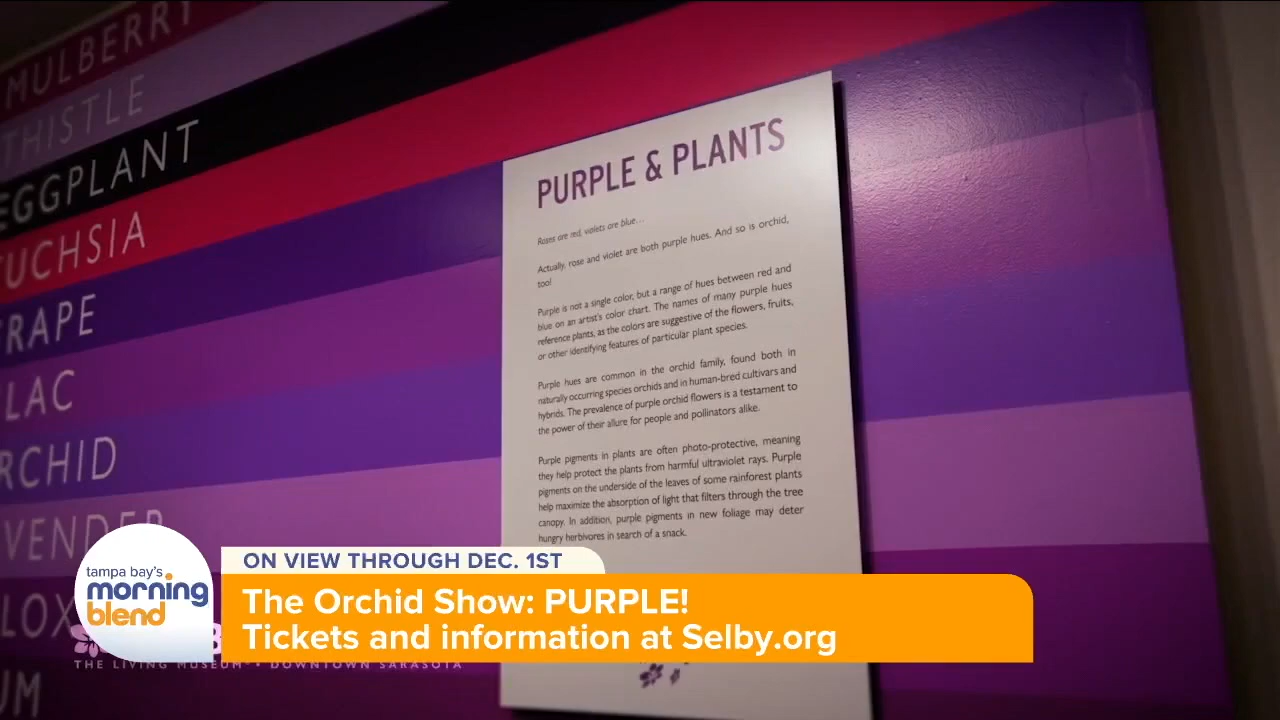 MULBERRY
THISTLE
EGGPLANT
FUCHSIA
GRAPE
LAC
RCHID
VENDER
LOX
UM
PURPLE & PLANTS
Roses are red, violets are blue...
Actually, rose and violet are both purple hues. And so is orchid,
too!
Purple is not a single color, but a range of hues between red and
blue on an artist's color chart. The names of many purple hues
reference plants, as the colors are suggestive of the flowers, fruits,
or other identifying features of particular plant species.
Purple hues are common in the orchid family, found both in
naturally occurring species orchids and in human-bred cultivars and
hybrids. The prevalence of purple orchid flowers is a testament to
the power of their allure for people and pollinators alike.
Purple pigments in plants are often photo-protective, meaning
they help protect the plants from harmful ultraviolet rays. Purple
pigments on the underside of the leaves of some rainforest plants
help maximize the absorption of light that filters through the tree
canopy. In addition, purple pigments in new foliage may deter
hungry herbivores in search of a snack.
tampa bay's
morning
blend
ON VIEW THROUGH DEC. 1ST
The Orchid Show: PURPLE!
Tickets and information at Selby.org
THE LIVING MUSEUM • DOWNTOWN SARASOTA